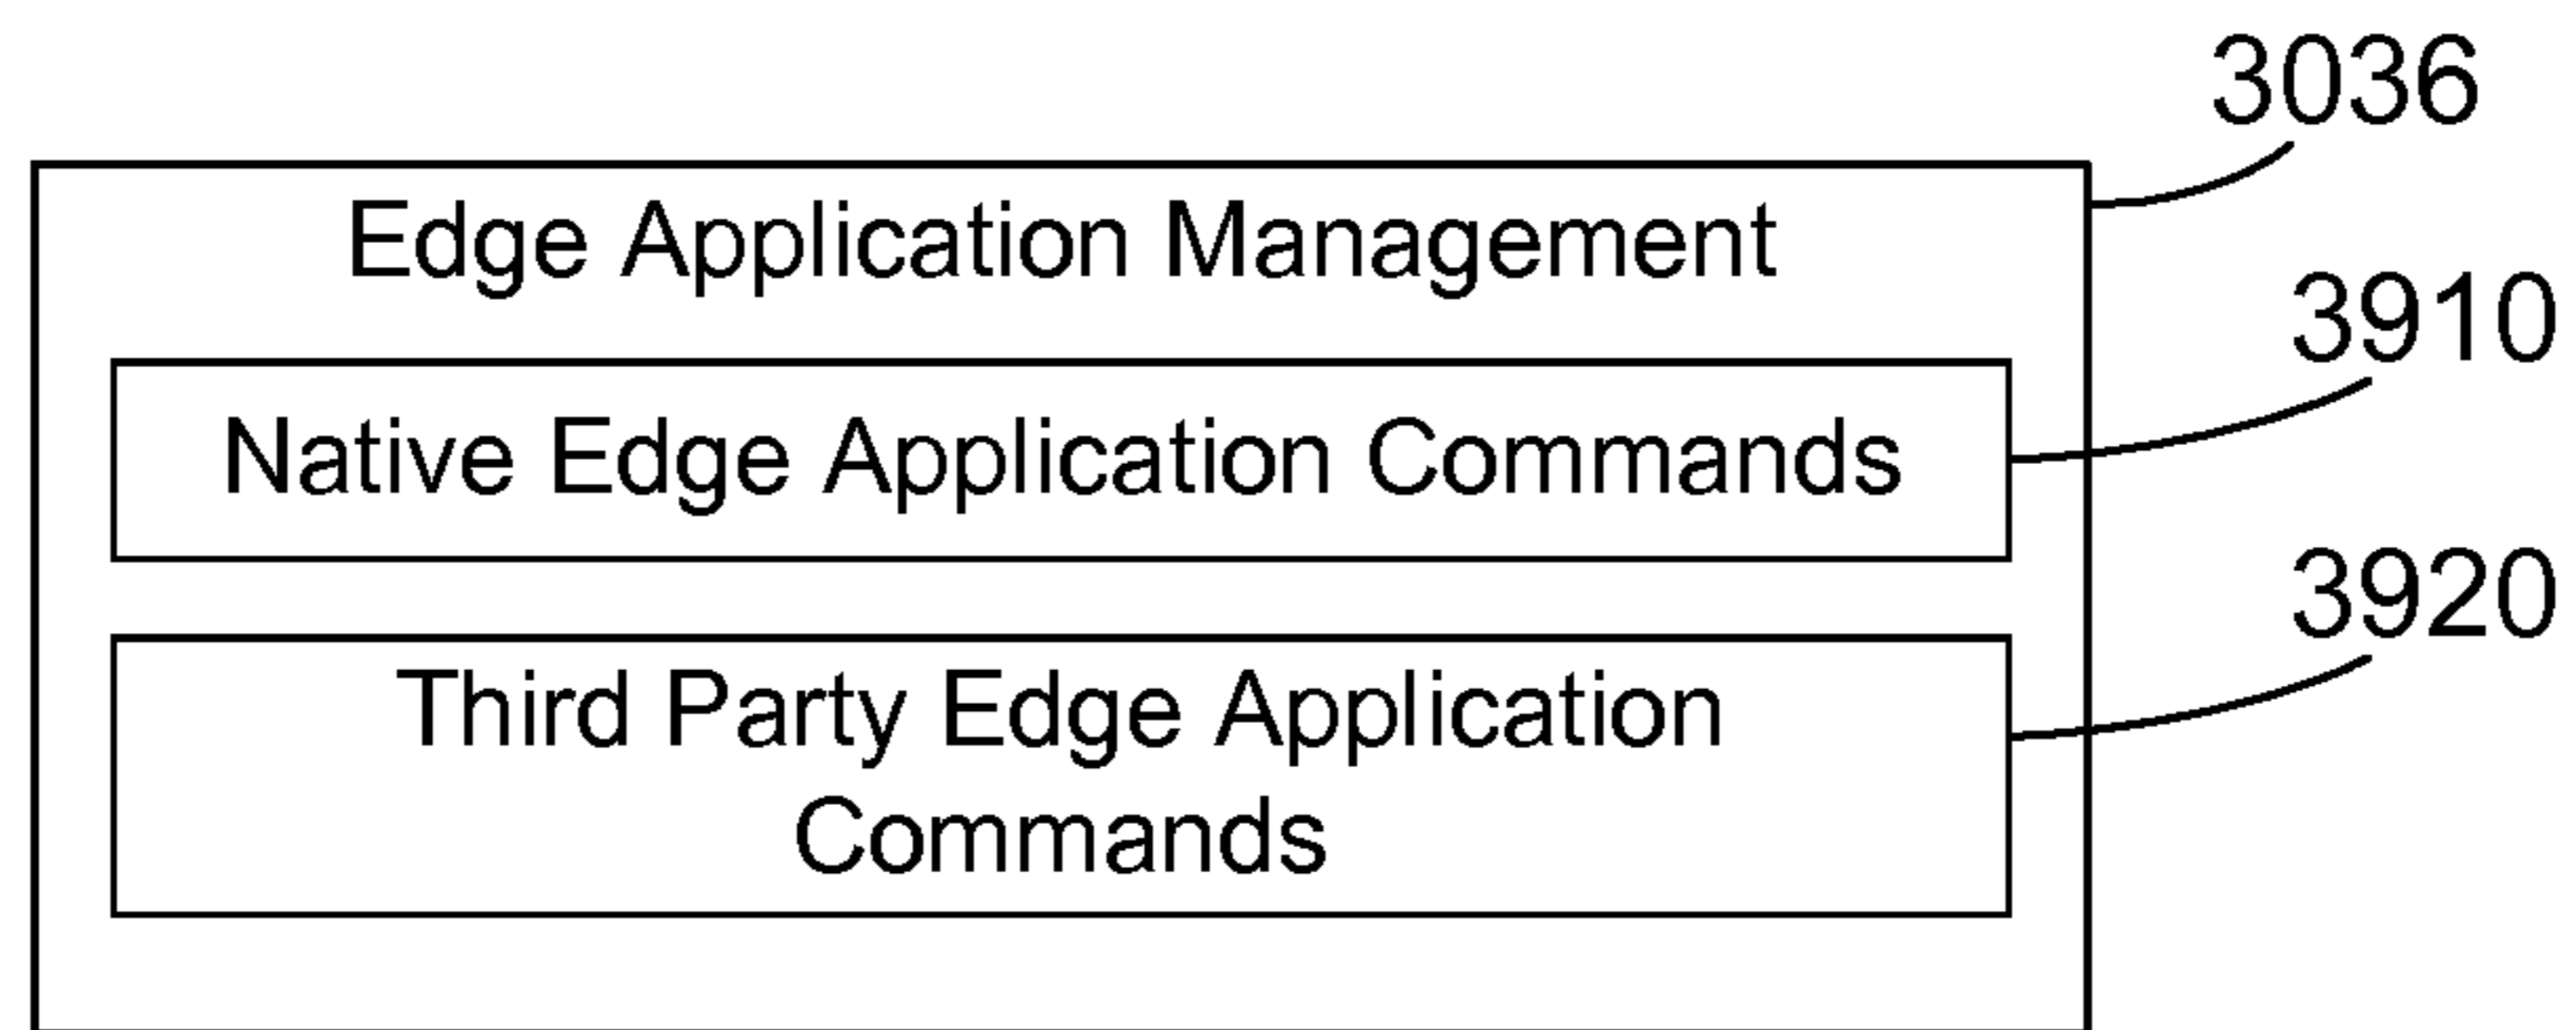 3036
Edge Application Management
3910
Native Edge Application Commands
3920
Third Party Edge Application
Commands